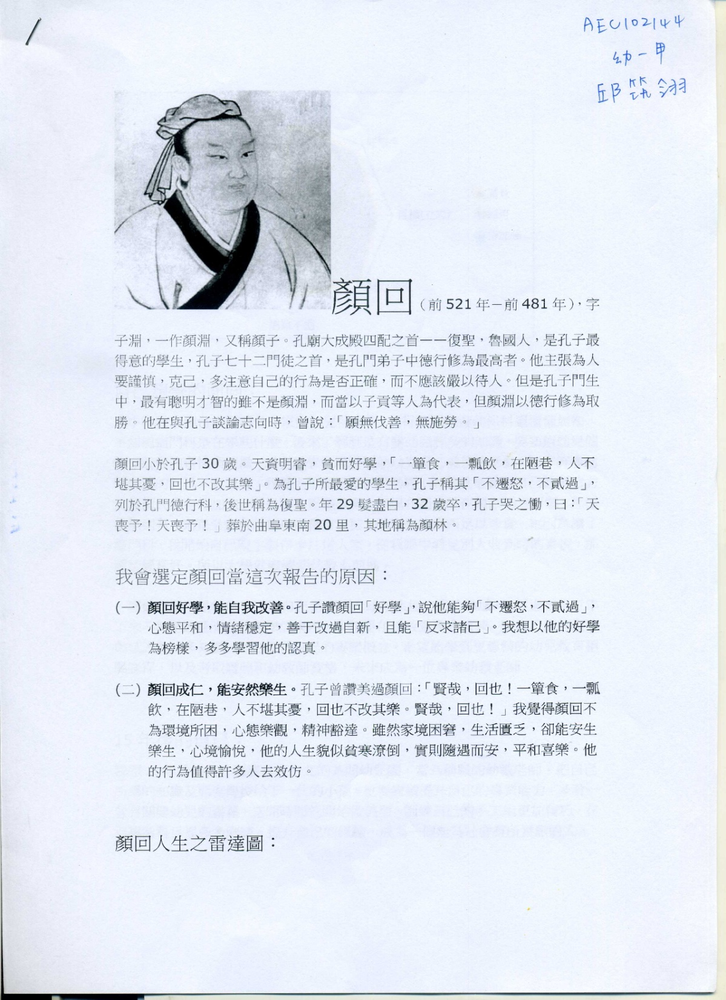 AEC102144
幼一甲
邱筑翖
顏回（前 521 年－前 481 年），字
子淵，一作顏淵，又稱顏子。孔廟大成殿四配之首——復聖，魯國人，是孔子最
得意的學生，孔子七十二門徒之首，是孔門弟子中德行修為最高者。他主張為人
要謹慎，克己，多注意自己的行為是否正確，而不應該嚴以待人。但是孔子門生
中，最有聰明才智的雖不是顏淵，而當以子貢等人為代表，但顏淵以德行修為取
勝。他在與孔子談論志向時，曾說：「願無伐善，無施勞。」
顏回小於孔子 30 歲。天資明睿，貧而好學，「一簞食，一瓢飲，在陋巷，人不
堪其憂，回也不改其樂」。為孔子所最愛的學生，孔子稱其「不遷怒，不貳過」，
列於孔門德行科，後世稱為復聖。年 29 髮盡白，32 歲卒，孔子哭之慟，曰：「天
喪予！天喪予！」葬於曲阜東南 20 里，其地稱為顏林。
我會選定顏回當這次報告的原因：
(一) 顏回好學，能自我改善。孔子讚顏回「好學」，說他能夠「不遷怒，不貳過」，
心態平和，情緒穩定，善于改過自新，且能「反求諸己」。我想以他的好學
為榜樣，多多學習他的認真。
(二) 顏回成仁，能安然樂生。孔子曾讚美過顏回：「賢哉，回也！一簞食，一瓢
飲，在陋巷，人不堪其憂，回也不改其樂。賢哉，回也！」我覺得顏回不
為環境所困，心態樂觀，精神豁達。雖然家境困窘，生活匱乏，卻能安生
樂生，心境愉悅，他的人生貌似貧寒潦倒，實則隨遇而安，平和喜樂。他
的行為值得許多人去效仿。
顏回人生之雷達圖：